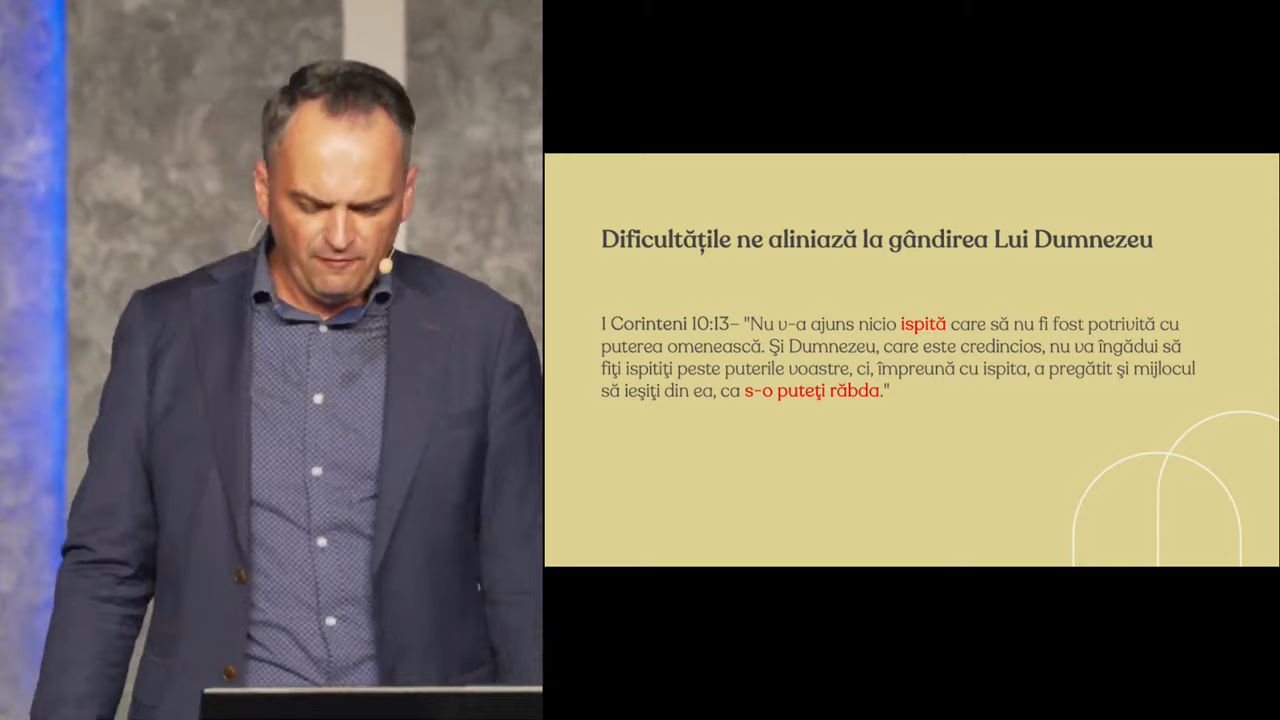 Dificultățile ne aliniază la gândirea Lui Dumnezeu
1 Corinteni 10:13– "Nu v-a ajuns nicio ispită care să nu fi fost potrivită cu
puterea omenească. Şi Dumnezeu, care este credincios, nu va îngădui să
fiţi ispitiţi peste puterile voastre, ci, împreună cu ispita, a pregătit şi mijlocul
să ieşiţi din ea, ca s-o puteţi răbda."